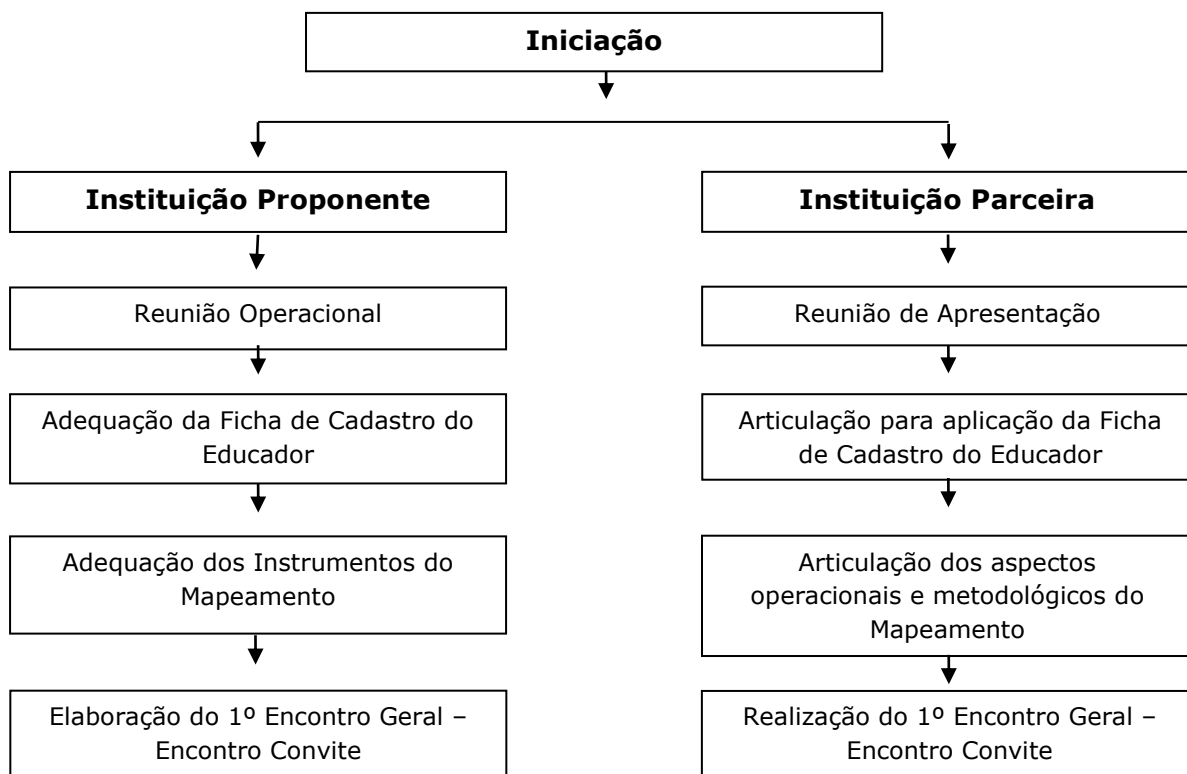 Iniciação
Instituição Proponente
Instituição Parceira
Reunião Operacional
Reunião de Apresentação
Adequação da Ficha de Cadastro do
Educador
Articulação para aplicação da Ficha
de Cadastro do Educador
Adequação dos Instrumentos do
Mapeamento
Articulação dos aspectos
operacionais e metodológicos do
Mapeamento
Elaboração do 1º Encontro Geral –
Encontro Convite
Realização do 1º Encontro Geral –
Encontro Convite